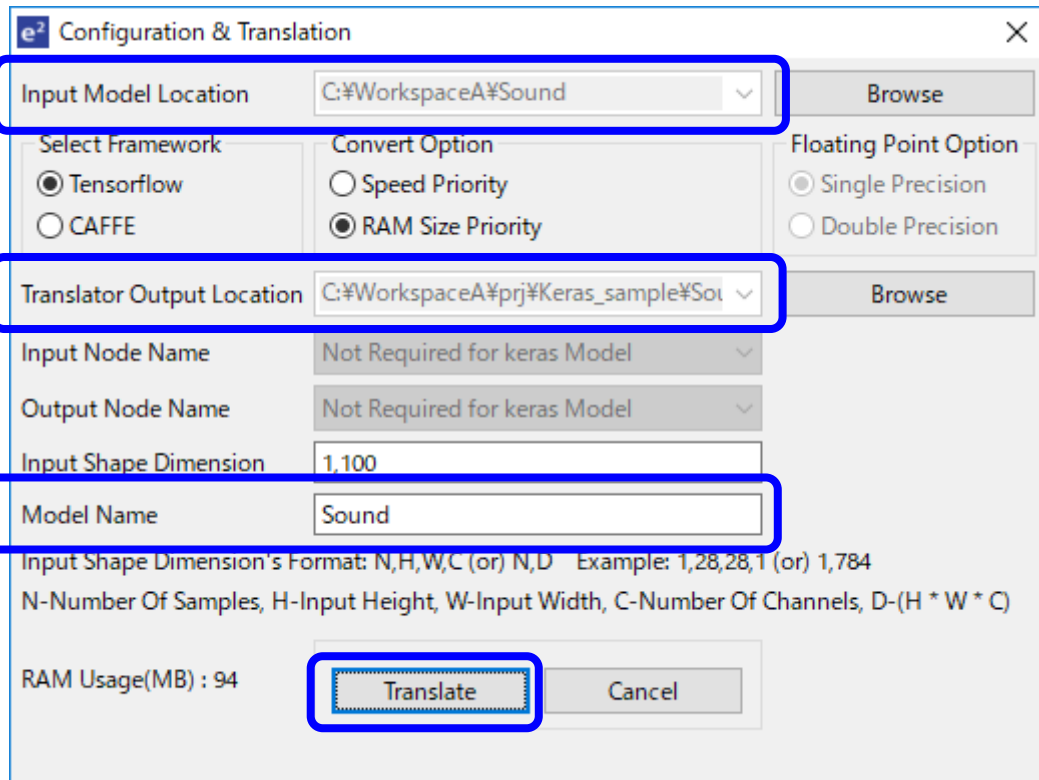 e² Configuration & Translation
Input Model Location C:¥WorkspaceA¥Sound Browse
Select Framework Convert Option Floating Point Option
Tensorflow Speed Priority Single Precision
CAFFE RAM Size Priority Double Precision
Translator Output Location C:¥WorkspaceA¥prj¥Keras_sample¥Sou Browse
Input Node Name Not Required for keras Model
Output Node Name Not Required for keras Model
Input Shape Dimension 1,100
Model Name Sound
Input Shape Dimension's Format: N,H,W,C (or) N,D Example: 1,28,28,1 (or) 1,784
N-Number Of Samples, H-Input Height, W-Input Width, C-Number Of Channels, D-(H * W * C)
RAM Usage(MB) : 94 Translate Cancel